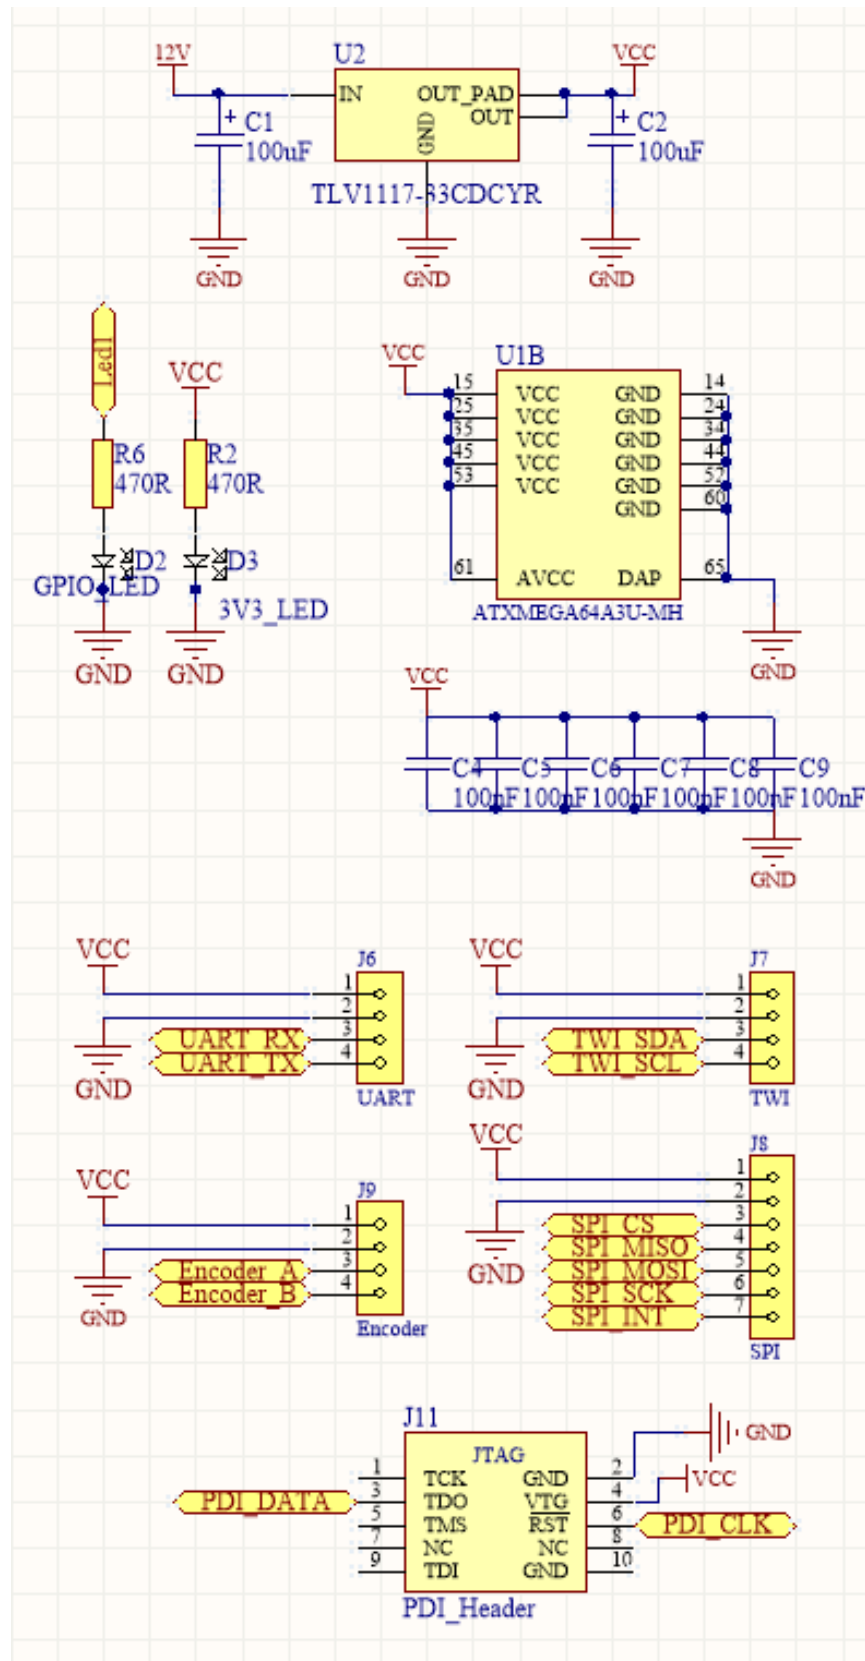 12V
U2
VCC
IN
OUT_PAD
OUT
GND
C1
100uF
C2
100uF
TLV1117-33CDCYR
GND
GND
GND
Led1
VCC
R6
470R
R2
470R
D2
D3
GPIO_LED
3V3_LED
GND
GND
VCC
U1B
15 VCC GND 14
25 VCC GND 24
35 VCC GND 34
45 VCC GND 44
53 VCC GND 52
GND 60
61 AVCC DAP 65
ATXMEGA64A3U-MH
GND
VCC
C4 C5 C6 C7 C8 C9
100nF 100nF 100nF 100nF 100nF 100nF
GND
VCC
J6
1
2
UART_RX 3
UART_TX 4
GND
UART
VCC
J7
1
2
TWI_SDA 3
TWI_SCL 4
GND
TWI
VCC
J9
1
2
Encoder_A 3
Encoder_B 4
GND
Encoder
VCC
J8
1
2
SPI_CS 3
SPI_MISO 4
SPI_MOSI 5
SPI_SCK 6
SPI_INT 7
GND
SPI
J11
JTAG
GND
VCC
1 TCK GND 2
PDI_DATA 3 TDO VTG 4
5 TMS RST 6 PDI_CLK
7 NC NC 8
9 TDI GND 10
PDI_Header